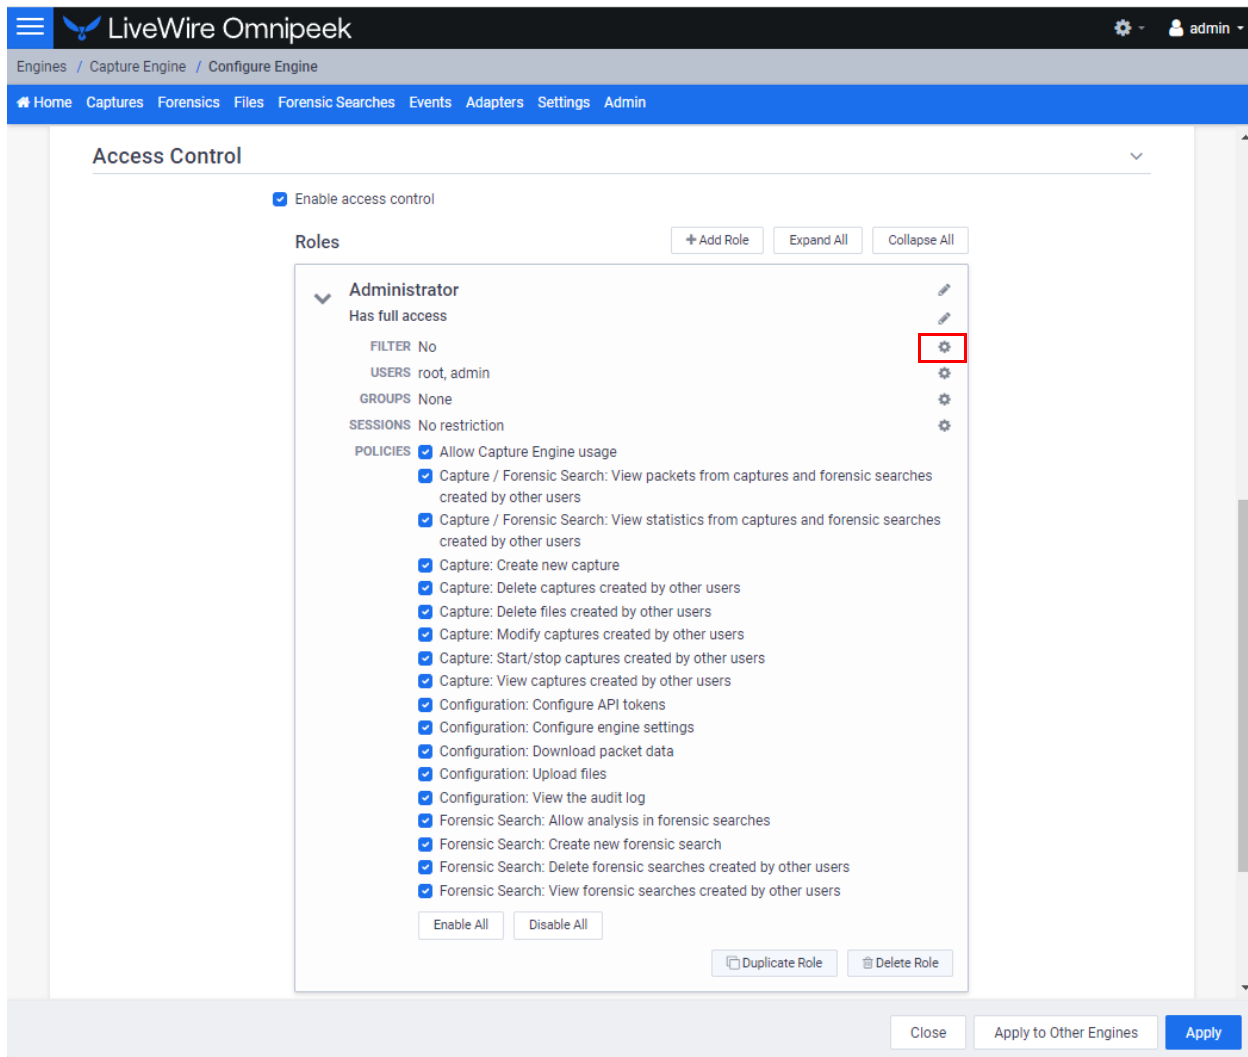 LiveWire Omnipeek
admin
Engines / Capture Engine / Configure Engine
Home Captures Forensics Files Forensic Searches Events Adapters Settings Admin
Access Control
Enable access control
Roles
Add Role Expand All Collapse All
Administrator
Has full access
FILTER No
USERS root, admin
GROUPS None
SESSIONS No restriction
POLICIES Allow Capture Engine usage
Capture / Forensic Search: View packets from captures and forensic searches
created by other users
Capture / Forensic Search: View statistics from captures and forensic searches
created by other users
Capture: Create new capture
Capture: Delete captures created by other users
Capture: Delete files created by other users
Capture: Modify captures created by other users
Capture: Start/stop captures created by other users
Capture: View captures created by other users
Configuration: Configure API tokens
Configuration: Configure engine settings
Configuration: Download packet data
Configuration: Upload files
Configuration: View the audit log
Forensic Search: Allow analysis in forensic searches
Forensic Search: Create new forensic search
Forensic Search: Delete forensic searches created by other users
Forensic Search: View forensic searches created by other users
Enable All Disable All
Duplicate Role Delete Role
Close Apply to Other Engines Apply